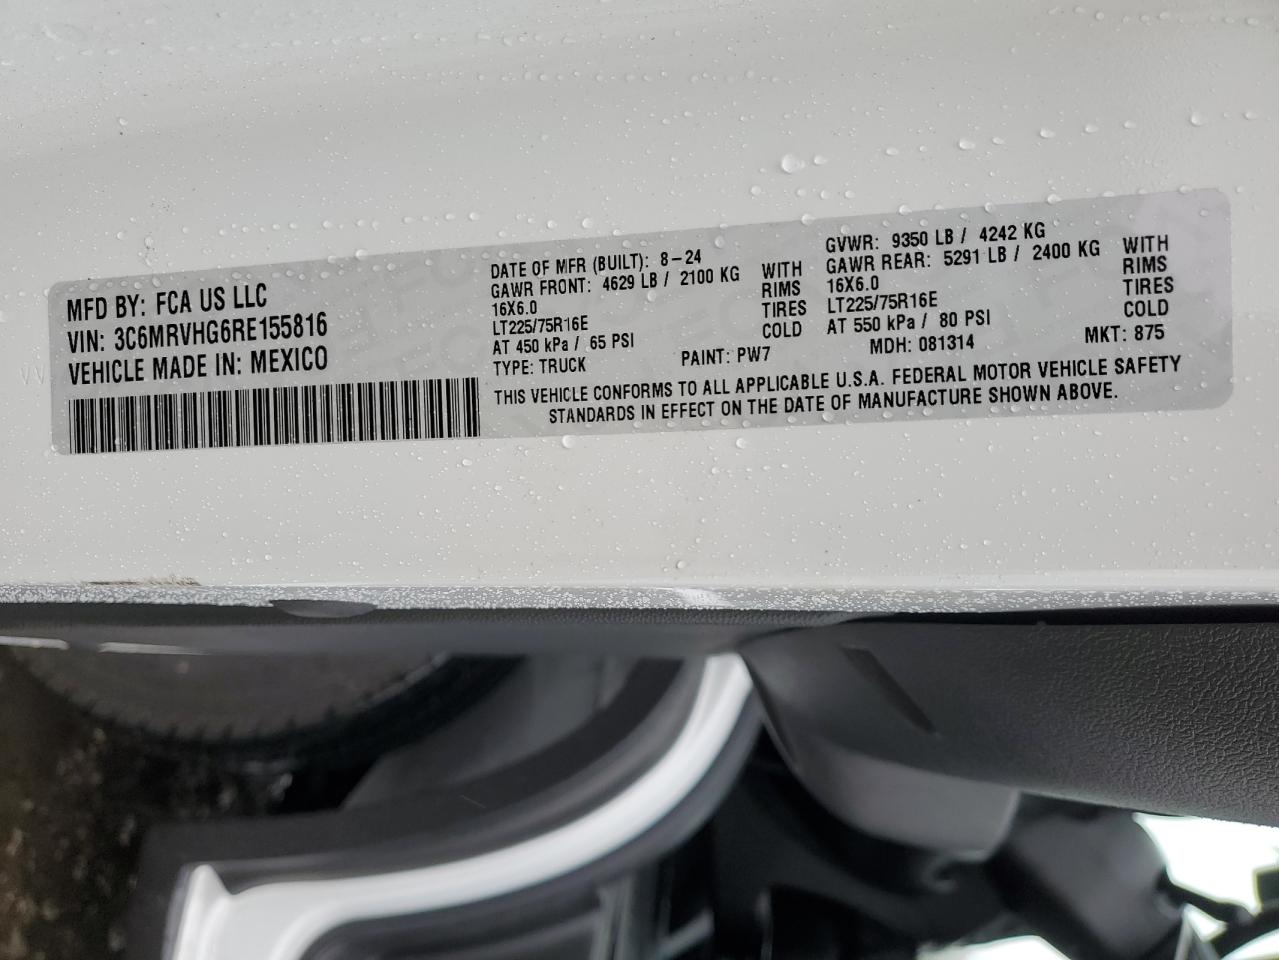 MFD BY: FCA US LLC
VIN: 3C6MRVHG6RE155816
VEHICLE MADE IN: MEXICO
DATE OF MFR (BUILT): 8-24
GAWR FRONT: 4629 LB / 2100 KG WITH
16X6.0 RIMS
LT225/75R16E TIRES
AT 450 kPa / 65 PSI COLD
TYPE: TRUCK PAINT: PW7
GVWR: 9350 LB / 4242 KG
GAWR REAR: 5291 LB / 2400 KG WITH
16X6.0 RIMS
LT225/75R16E TIRES
AT 550 kPa / 80 PSI COLD
MDH: 081314 MKT: 875
THIS VEHICLE CONFORMS TO ALL APPLICABLE U.S.A. FEDERAL MOTOR VEHICLE SAFETY
STANDARDS IN EFFECT ON THE DATE OF MANUFACTURE SHOWN ABOVE.